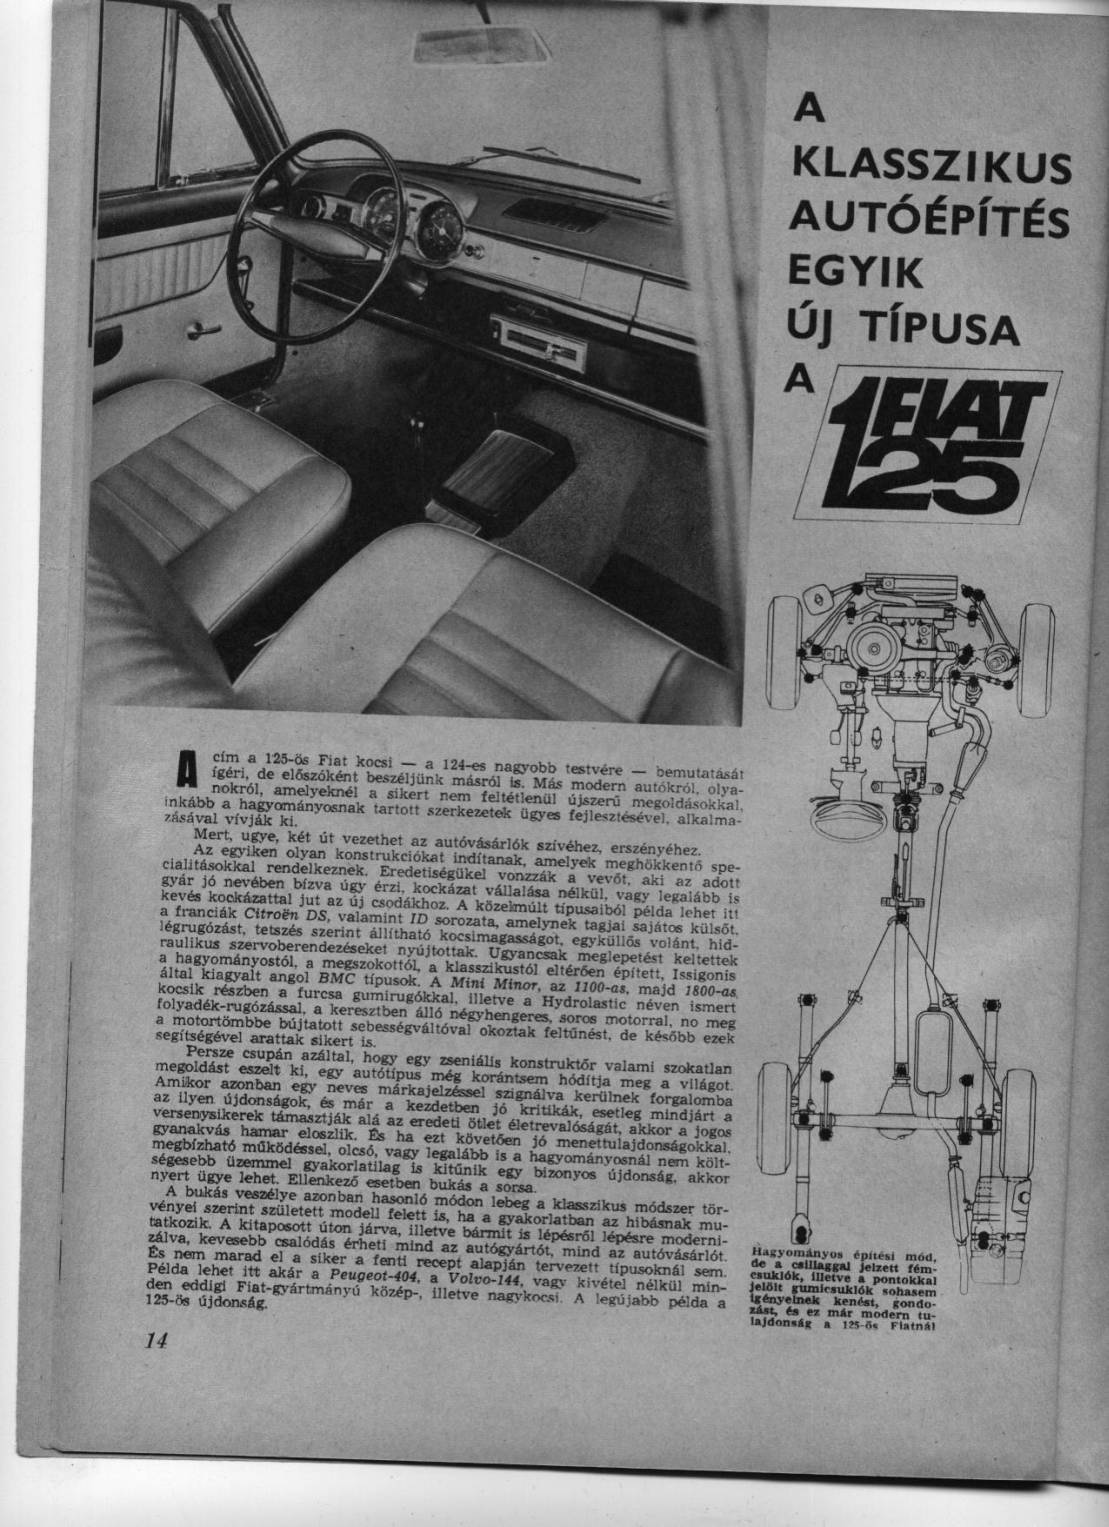 A
KLASSZIKUS
AUTÓÉPÍTÉS
EGYIK
ÚJ TÍPUSA
A FIAT
125
A cím a 125-ös Fiat kocsi — a 124-es nagyobb testvére — bemutatását
ígéri, de előszóként beszéljünk másról is. Más modern autókról, olya-
nokról, amelyeknél a sikert nem feltétlenül újszerű megoldásokkal,
inkább a hagyományosnak tartott szerkezetek ügyes fejlesztésével, alkalma-
zásával vívják ki.
Mert, ugye, két út vezethet az autóvásárlók szívéhez, erszényéhez.
Az egyiken olyan konstrukciókat indítanak, amelyek meghökkentő spe-
cialitásokkal rendelkeznek. Eredetiségükel vonzzák a vevőt, aki az adott
gyár jó nevében bízva úgy érzi, kockázat vállalása nélkül, vagy legalább is
kevés kockázattal jut az új csodákhoz. A közelmúlt típusaiból példa lehet itt
a franciák Citroën DS, valamint ID sorozata, amelynek tagjai sajátos külsőt,
légrugózást, tetszés szerint állítható kocsimagasságot, egyküllős volánt, hid-
raulikus szervoberendezéseket nyújtottak. Ugyancsak meglepetést keltettek
a hagyományostól, a megszokottól, a klasszikustól eltérően épített, Issigonis
által kiagyalt angol BMC típusok. A Mini Minor, az 1100-as, majd 1800-as
kocsik részben a furcsa gumirugókkal, illetve a Hydrolastic néven ismert
folyadék-rugózással, a keresztben álló négyhengeres, soros motorral, no meg
a motortömbbe bújtatott sebességváltóval okoztak feltűnést, de később ezek
segítségével arattak sikert is.
Persze csupán azáltal, hogy egy zseniális konstruktőr valami szokatlan
megoldást eszelt ki, egy autótípus még korántsem hódítja meg a világot.
Amikor azonban egy neves márkajelzéssel szignálva kerülnek forgalomba
az ilyen újdonságok, és már a kezdetben jó kritikák, esetleg mindjárt a
versenysikerek támasztják alá az eredeti ötlet életrevalóságát, akkor a jogos
gyanakvás hamar eloszlik. És ha ezt követően jó menettulajdonságokkal,
megbízható működéssel, olcsó, vagy legalább is a hagyományosnál nem költ-
ségesebb üzemmel gyakorlatilag is kitűnik egy bizonyos újdonság, akkor
nyert ügye lehet. Ellenkező esetben bukás a sorsa.
A bukás veszélye azonban hasonló módon lebeg a klasszikus módszer tör-
vényei szerint született modell felett is, ha a gyakorlatban az hibásnak mu-
tatkozik. A kitaposott úton járva, illetve bármit is lépésről lépésre moderni-
zálva, kevesebb csalódás érheti mind az autógyártót, mind az autóvásárlót.
És nem marad el a siker a fenti recept alapján tervezett típusoknál sem.
Példa lehet itt akár a Peugeot-404, a Volvo-144, vagy kivétel nélkül min-
den eddigi Fiat-gyártmányú közép-, illetve nagykocsi. A legújabb példa a
125-ös újdonság.
Hagyományos építési mód,
de a csillaggal jelzett fém-
csuklók, illetve a pontokkal
jelölt gumicsuklók sohasem
igényelnek kenést, gondo-
zást, és ez már modern tu-
lajdonság a 125-ös Fiatnál
14